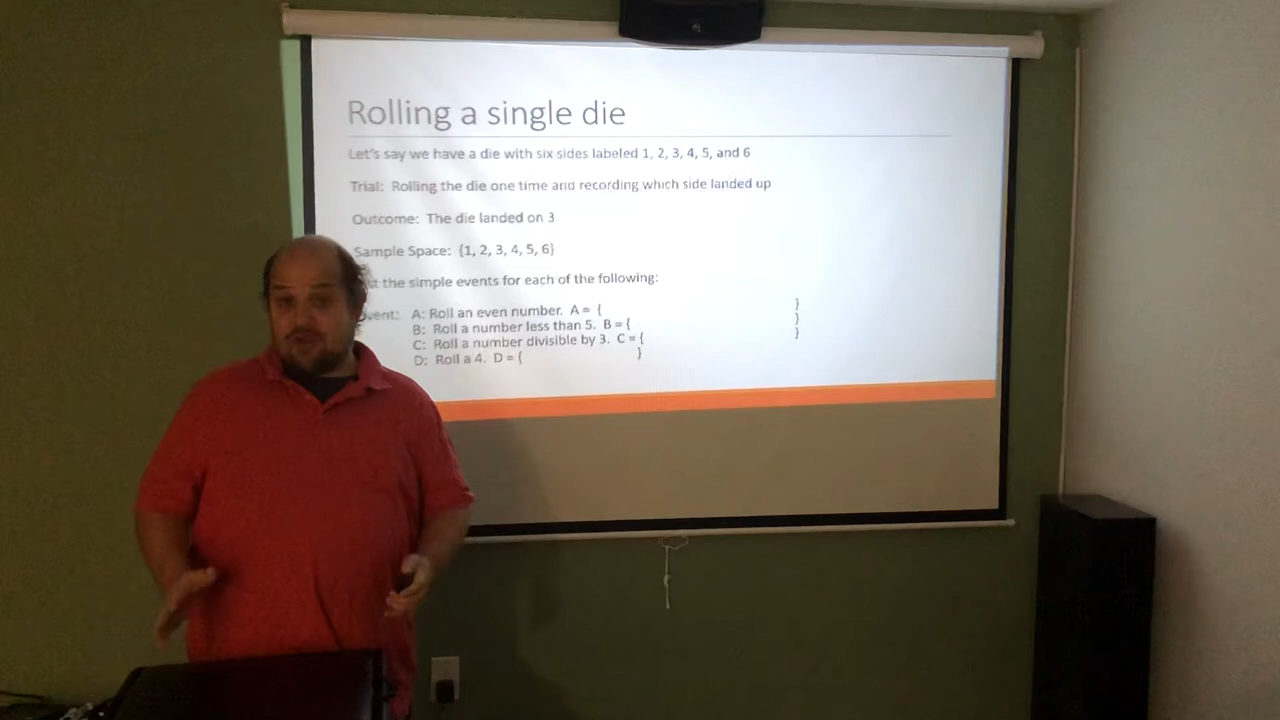 Rolling a single die
Let's say we have a die with six sides labeled 1, 2, 3, 4, 5, and 6
Trial: Rolling the die one time and recording which side landed up
Outcome: The die landed on 3
Sample Space: {1, 2, 3, 4, 5, 6}
the simple events for each of the following:
A: Roll an even number. A = { }
B: Roll a number less than 5. B = { }
C: Roll a number divisible by 3. C = { }
D: Roll a 4. D = { }